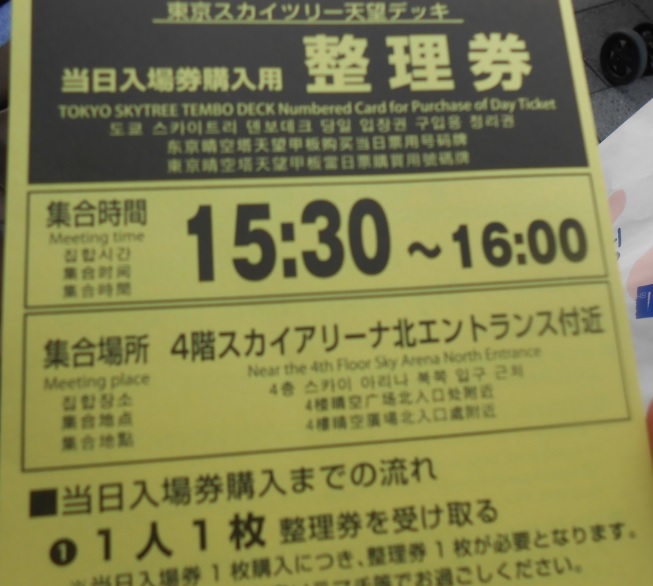 東京スカイツリー天望デッキ
当日入場券購入用 整理券
TOKYO SKYTREE TEMBO DECK Numbered Card for Purchase of Day Ticket
도쿄 스카이트리 덴보데크 당일 입장권 구입용 정리권
东京晴空塔天望甲板购买当日票用号码牌
東京晴空塔天望甲板當日票購買用號碼牌
集合時間
Meeting time
집합시간
集合时间
集合時間
15:30~16:00
集合場所
Meeting place
집합장소
集合地点
集合地點
4階スカイアリーナ北エントランス付近
Near the 4th Floor Sky Arena North Entrance
4층 스카이 아리나 북쪽 입구 근처
4楼晴空广场北入口处附近
4樓晴空廣場北入口處附近
■当日入場券購入までの流れ
❶1人1枚 整理券を受け取る
※当日入場券1枚購入につき、整理券1枚が必要となります。
等でお過ごしください。